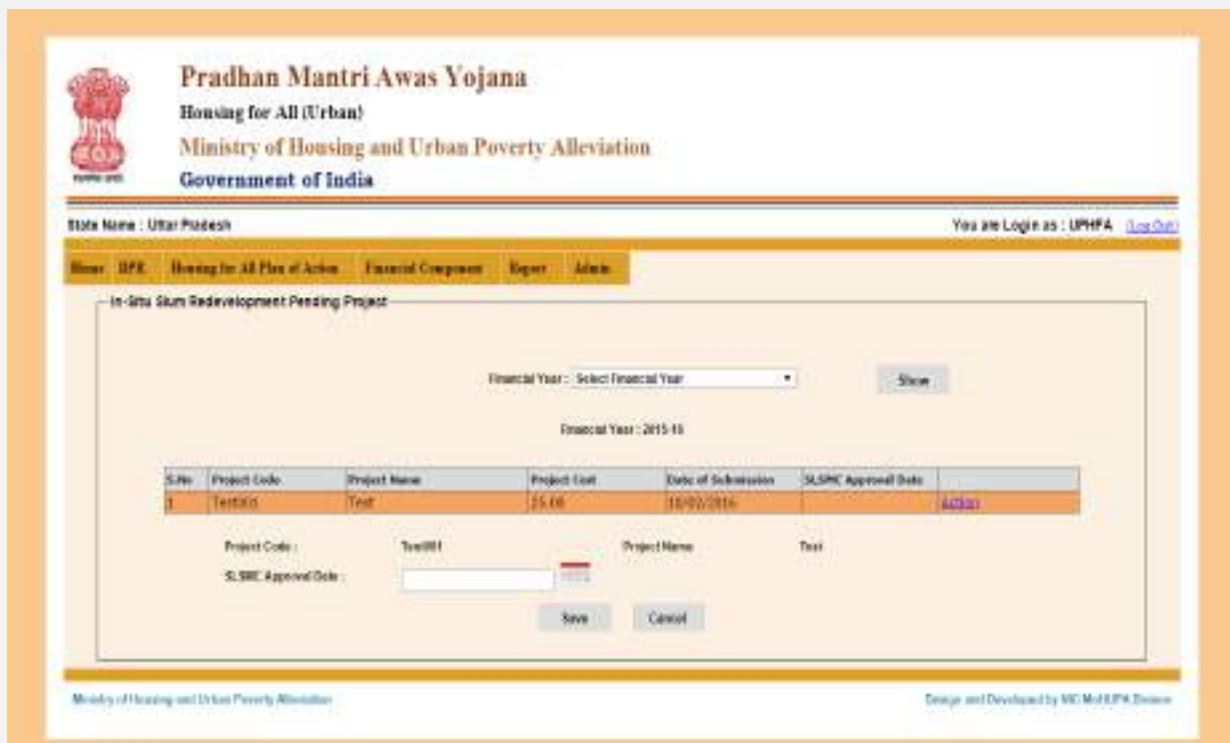 Pradhan Mantri Awas Yojana
Housing for All (Urban)
Ministry of Housing and Urban Poverty Alleviation
Government of India
State Name : Uttar Pradesh You are Login as : UPHFA (Log Out)
Home DPR Housing for All Plan of Action Financial Component Report Admin
In-Situ Slum Redevelopment Pending Project
Financial Year : Select Financial Year Show
Financial Year : 2015-16
S.No Project Code Project Name Project Cost Date of Submission SLSMC Approval Date
1 Test001 Test 25.00 10/02/2016 Action
Project Code : Test001 Project Name Test
SLSMC Approval Date :
Save Cancel
Ministry of Housing and Urban Poverty Alleviation Design and Developed by NIC MoHUPA Division